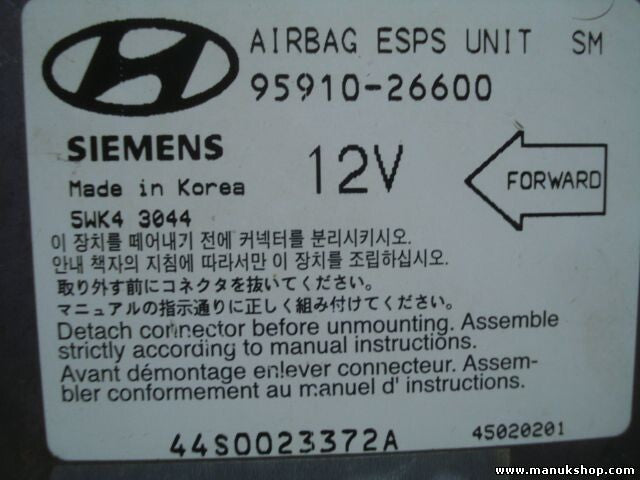 AIRBAG ESPS UNIT SM
95910-26600
SIEMENS
12V
FORWARD
Made in Korea
5WK4 3044
이 장치를 떼어내기 전에 커넥터를 분리시키시오.
안내 책자의 지침에 따라서만 이 장치를 조립하십시오.
取り外す前にコネクタを抜いてください。
マニュアルの指示通りに正しく組み付けてください。
Detach connector before unmounting. Assemble
strictly according to manual instructions.
Avant démontage enlever connecteur. Assem-
bler conformement au manuel d' instructions.
44S0023372A
45020201
www.manukshop.com